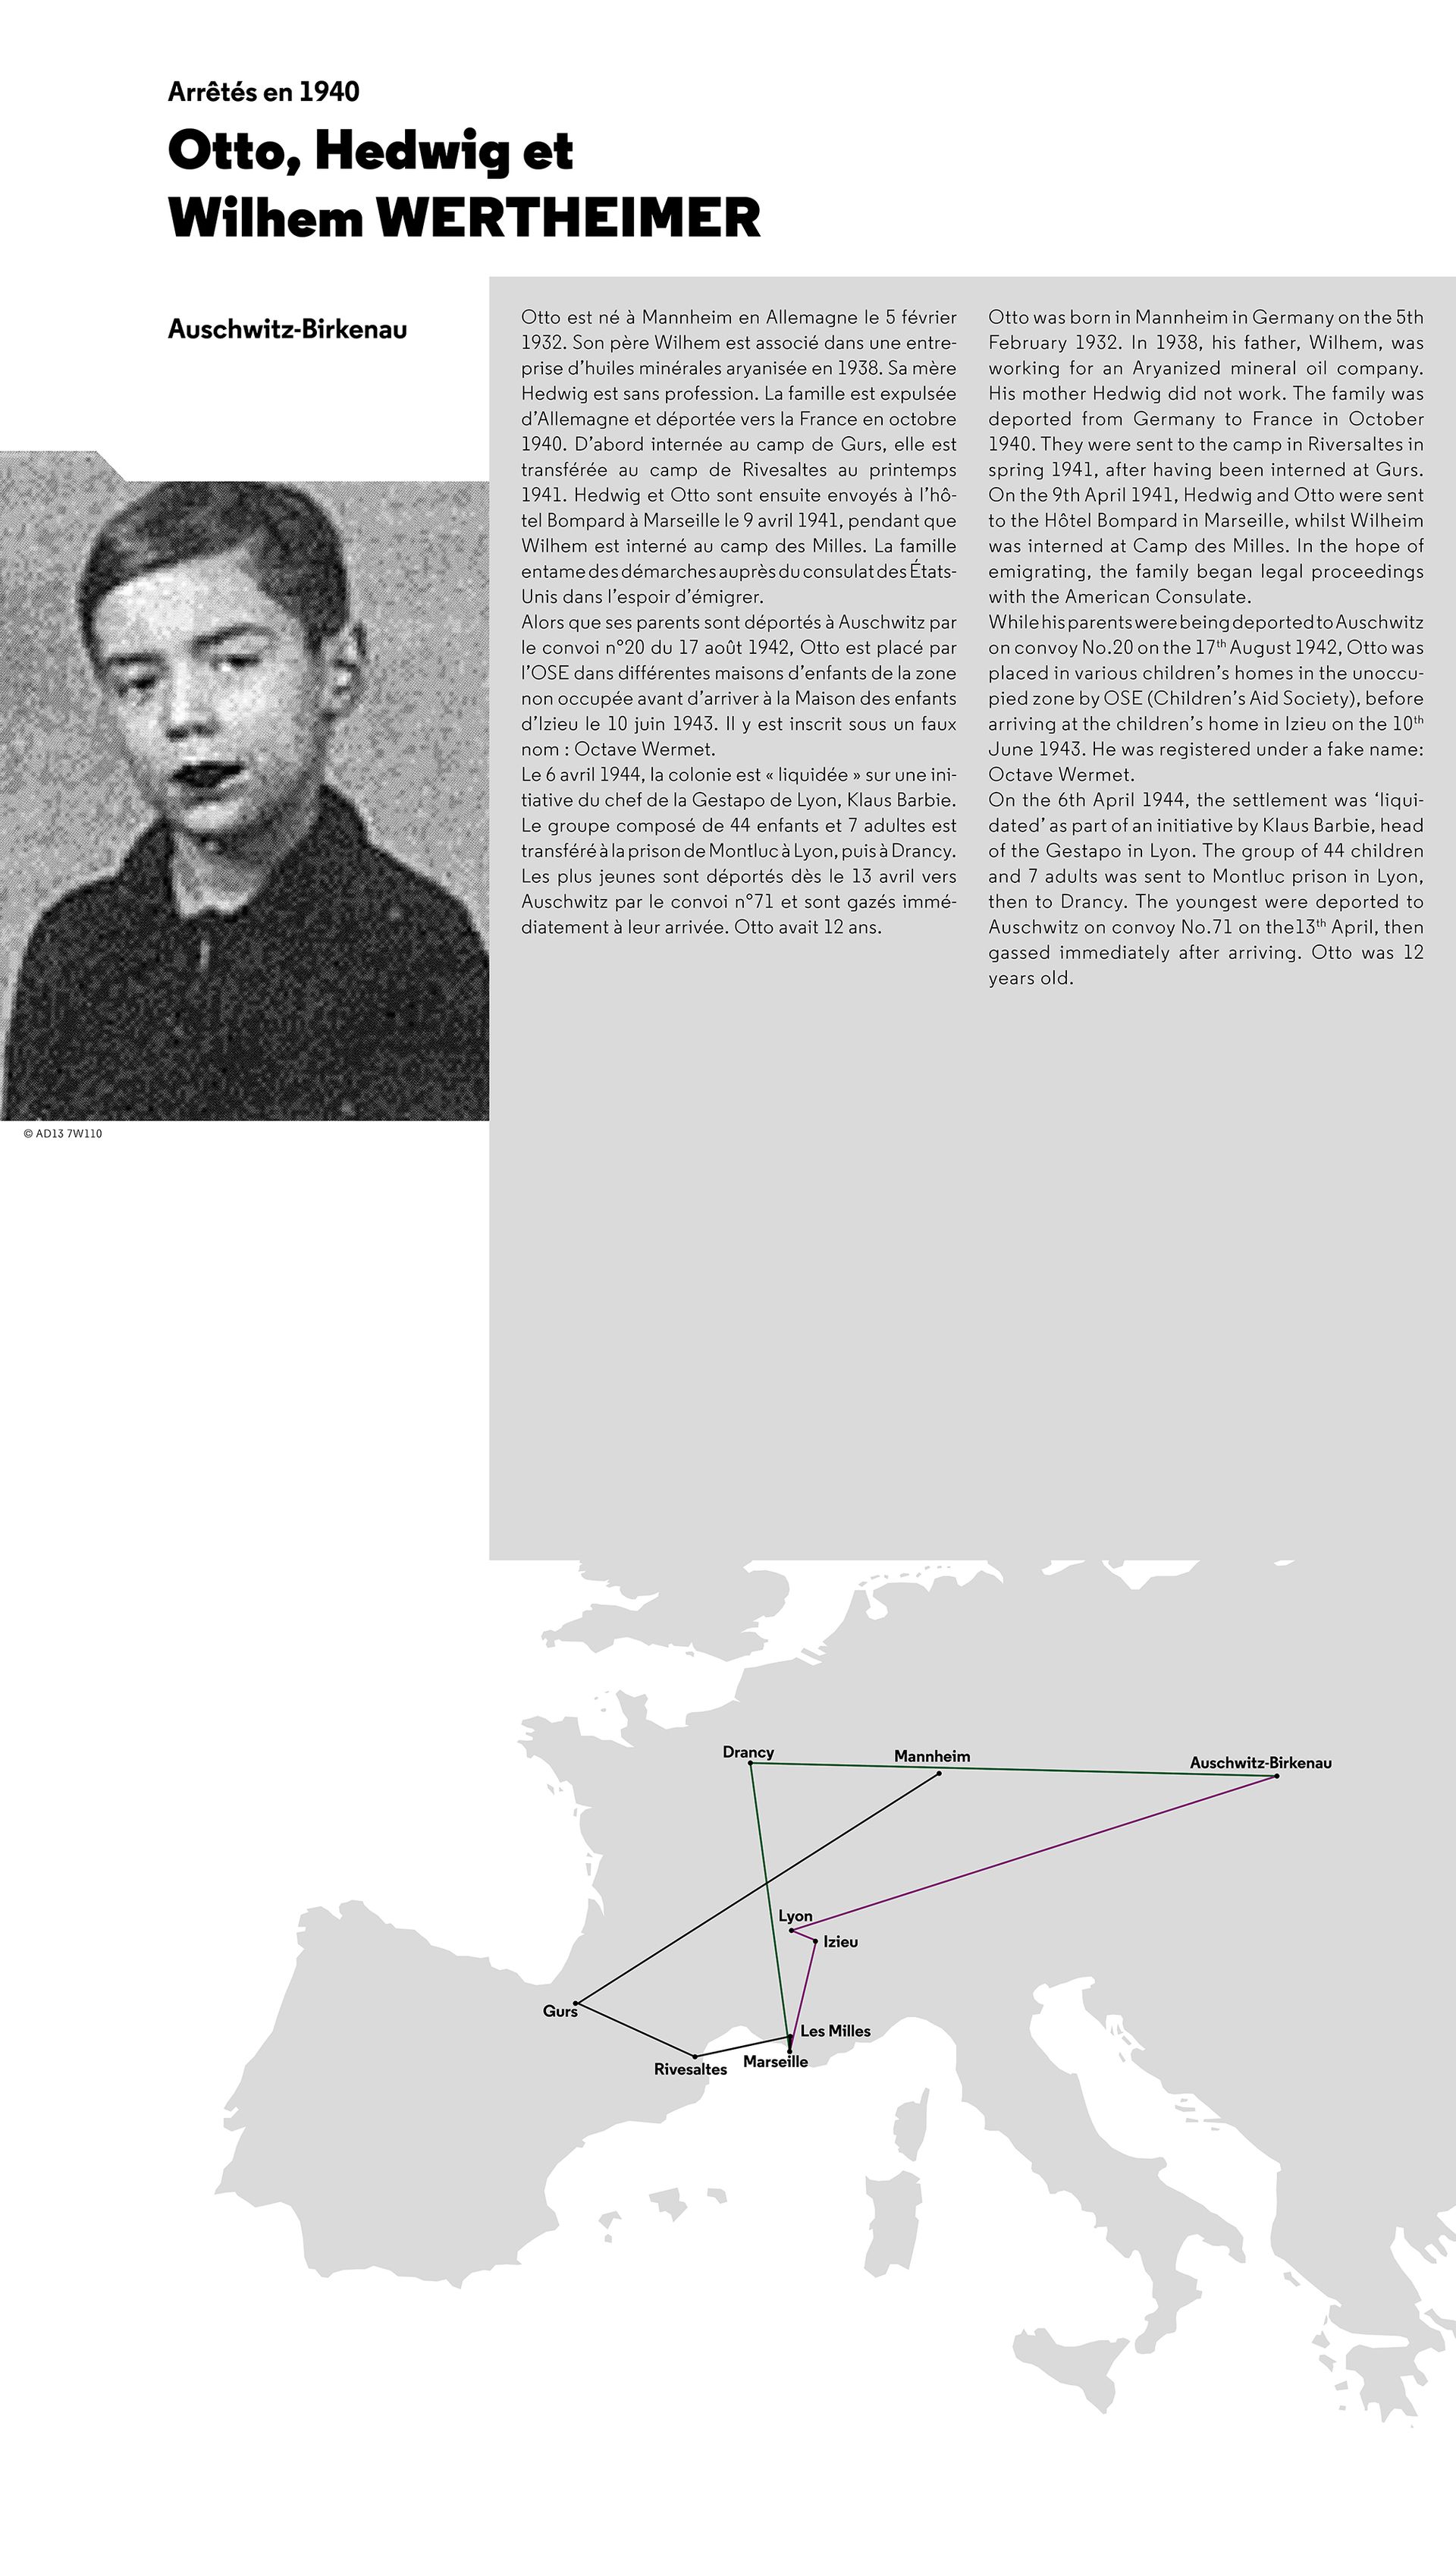 Arrêtés en 1940
Otto, Hedwig et
Wilhem WERTHEIMER
Auschwitz-Birkenau
Otto est né à Mannheim en Allemagne le 5 février
1932. Son père Wilhem est associé dans une entre-
prise d’huiles minérales aryanisée en 1938. Sa mère
Hedwig est sans profession. La famille est expulsée
d’Allemagne et déportée vers la France en octobre
1940. D’abord internée au camp de Gurs, elle est
transférée au camp de Rivesaltes au printemps
1941. Hedwig et Otto sont ensuite envoyés à l’hô-
tel Bompard à Marseille le 9 avril 1941, pendant que
Wilhem est interné au camp des Milles. La famille
entame des démarches auprès du consulat des États-
Unis dans l’espoir d’émigrer.
Alors que ses parents sont déportés à Auschwitz par
le convoi n°20 du 17 août 1942, Otto est placé par
l’OSE dans différentes maisons d’enfants de la zone
non occupée avant d’arriver à la Maison des enfants
d’Izieu le 10 juin 1943. Il y est inscrit sous un faux
nom : Octave Wermet.
Le 6 avril 1944, la colonie est « liquidée » sur une ini-
tiative du chef de la Gestapo de Lyon, Klaus Barbie.
Le groupe composé de 44 enfants et 7 adultes est
transféré à la prison de Montluc à Lyon, puis à Drancy.
Les plus jeunes sont déportés dès le 13 avril vers
Auschwitz par le convoi n°71 et sont gazés immé-
diatement à leur arrivée. Otto avait 12 ans.
Otto was born in Mannheim in Germany on the 5th
February 1932. In 1938, his father, Wilhem, was
working for an Aryanized mineral oil company.
His mother Hedwig did not work. The family was
deported from Germany to France in October
1940. They were sent to the camp in Riversaltes in
spring 1941, after having been interned at Gurs.
On the 9th April 1941, Hedwig and Otto were sent
to the Hôtel Bompard in Marseille, whilst Wilheim
was interned at Camp des Milles. In the hope of
emigrating, the family began legal proceedings
with the American Consulate.
While his parents were being deported to Auschwitz
on convoy No.20 on the 17th August 1942, Otto was
placed in various children’s homes in the unoccu-
pied zone by OSE (Children’s Aid Society), before
arriving at the children’s home in Izieu on the 10th
June 1943. He was registered under a fake name:
Octave Wermet.
On the 6th April 1944, the settlement was ‘liqui-
dated’ as part of an initiative by Klaus Barbie, head
of the Gestapo in Lyon. The group of 44 children
and 7 adults was sent to Montluc prison in Lyon,
then to Drancy. The youngest were deported to
Auschwitz on convoy No.71 on the13th April, then
gassed immediately after arriving. Otto was 12
years old.
© AD13 7W110
Drancy
Mannheim
Auschwitz-Birkenau
Lyon
Izieu
Gurs
Les Milles
Marseille
Rivesaltes